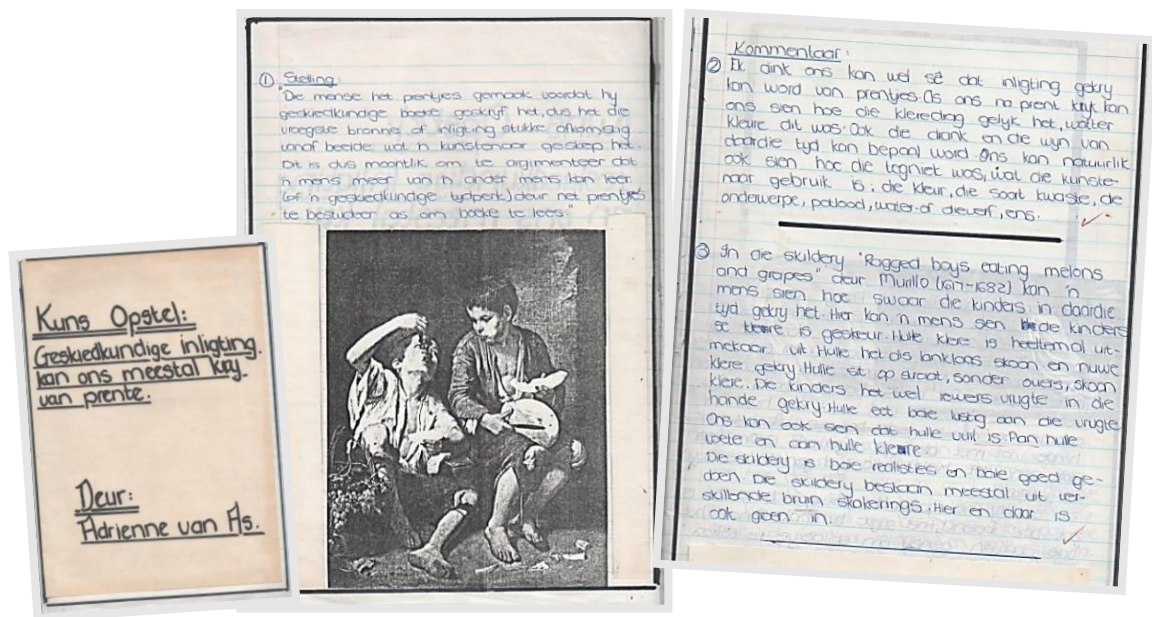 Kuns Opstel:
Geskiedkundige inligting.
kan ons meestal kry.
van prente.
Deur:
Adrienne van As.
① Stelling:
"Die mense het prentjies gemaak voordat hy
geskiedkundige boeke geskryf het, dus het die
vroegste bronne of inligting stukke afkomstig
vanaf beelde wat 'n kunstenaar geskep het.
Dit is dus moontlik om te argimenteer dat
'n mens meer van 'n ander mens kan leer
(of 'n geskiedkundige tydperk) deur net prentjies
te bestudeer as om boeke te lees."
Kommentaar:
② Ek dink ons kan wel sê dat inligting gekry
kan word van prentjies. As ons na prent kyk kan
ons sien hoe die kleredrag gelyk het, watter
kleure dit was. Ook die drank en die wyn van
daardie tyd kan bepaal word. Ons kan natuurlik
ook sien hoe die tegniet was, wat die kunste-
naar gebruik is; die kleur, die soort kwaste, die
onderwerpe, potlood, water-of olieverf, ens.
③ In die skildery "Ragged boys eating melons
and grapes" deur Murillo (1617-1682) kan 'n
mens sien hoe swaar die kinders in daardie
tyd gekry het. Hier kan 'n mens sien die kinders
se klere is geskeur. Hulle klere is heeltemal uit-
mekaar uit. Hulle het dis lanklaas skoon en nuwe
klere gekry. Hulle sit op straat, sonder ouers, skoon
klere. Die kinders het wel iewers vrugte in die
hande gekry. Hulle eet baie lustig aan die vrugte
Ons kan ook sien dat hulle vuil is. Aan hulle
voete en aan hulle klere
Die skildery is baie realisties en baie goed ge-
doen. Die skildery bestaan meestal uit ver-
skillende bruin skakerings. Hier en daar is
ook groen in.